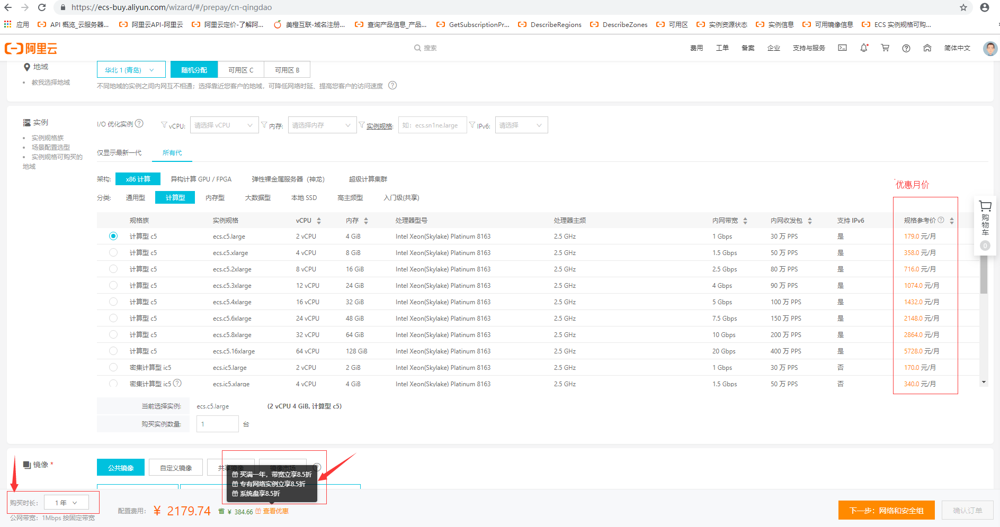 https://ecs-buy.aliyun.com/wizard/#/prepay/cn-qingdao
应用 API 概览_云服务器... 阿里云API-阿里云 阿里云定价-了解阿... 美橙互联-域名注册... 查询产品信息_产品... GetSubscriptionPr... DescribeRegions DescribeZones 可用区 实例资源状态 实例信息 可用镜像信息 ECS 实例规格可购...
阿里云 搜索 费用 工单 备案 企业 支持与服务 简体中文
地域 华北 1 (青岛) 随机分配 可用区 C 可用区 B
教我选择地域
不同地域的实例之间内网互不相通；选择靠近您客户的地域，可降低网络时延、提高您客户的访问速度
实例 I/O 优化实例 vCPU: 请选择 vCPU 内存: 请选择内存 实例规格: 如：ecs.sn1ne.large IPv6: 请选择
实例规格族
场景配置选型
实例规格可购买的
地域
仅显示最新一代 所有代
架构: x86 计算 异构计算 GPU / FPGA 弹性裸金属服务器（神龙） 超级计算集群
优惠月价
分类: 通用型 计算型 内存型 大数据型 本地 SSD 高主频型 入门级(共享)
规格族 实例规格 vCPU 内存 处理器型号 处理器主频 内网带宽 内网收发包 支持 IPv6 规格参考价
计算型 c5 ecs.c5.large 2 vCPU 4 GiB Intel Xeon(Skylake) Platinum 8163 2.5 GHz 1 Gbps 30 万 PPS 是 179.0 元/月
计算型 c5 ecs.c5.xlarge 4 vCPU 8 GiB Intel Xeon(Skylake) Platinum 8163 2.5 GHz 1.5 Gbps 50 万 PPS 是 358.0 元/月
计算型 c5 ecs.c5.2xlarge 8 vCPU 16 GiB Intel Xeon(Skylake) Platinum 8163 2.5 GHz 2.5 Gbps 80 万 PPS 是 716.0 元/月
计算型 c5 ecs.c5.3xlarge 12 vCPU 24 GiB Intel Xeon(Skylake) Platinum 8163 2.5 GHz 4 Gbps 90 万 PPS 是 1074.0 元/月
计算型 c5 ecs.c5.4xlarge 16 vCPU 32 GiB Intel Xeon(Skylake) Platinum 8163 2.5 GHz 5 Gbps 100 万 PPS 是 1432.0 元/月
计算型 c5 ecs.c5.6xlarge 24 vCPU 48 GiB Intel Xeon(Skylake) Platinum 8163 2.5 GHz 7.5 Gbps 150 万 PPS 是 2148.0 元/月
计算型 c5 ecs.c5.8xlarge 32 vCPU 64 GiB Intel Xeon(Skylake) Platinum 8163 2.5 GHz 10 Gbps 200 万 PPS 是 2864.0 元/月
计算型 c5 ecs.c5.16xlarge 64 vCPU 128 GiB Intel Xeon(Skylake) Platinum 8163 2.5 GHz 20 Gbps 400 万 PPS 是 5728.0 元/月
密集计算型 ic5 ecs.ic5.large 2 vCPU 2 GiB Intel Xeon(Skylake) Platinum 8163 2.5 GHz 1 Gbps 30 万 PPS 否 170.0 元/月
密集计算型 ic5 ecs.ic5.xlarge 4 vCPU 4 GiB Intel Xeon(Skylake) Platinum 8163 2.5 GHz 1.5 Gbps 50 万 PPS 否 340.0 元/月
购物车
0
当前选择实例: ecs.c5.large (2 vCPU 4 GiB, 计算型 c5)
购买实例数量: 1 台
镜像 * 公共镜像 自定义镜像 共享镜像 镜像市场
买满一年，带宽立享8.5折
专有网络实例立享8.5折
系统盘享8.5折
购买时长: 1 年
公网带宽: 1Mbps 按固定带宽
配置费用: ¥ 2179.74 省 ¥ 384.66 查看优惠
下一步：网络和安全组 确认订单